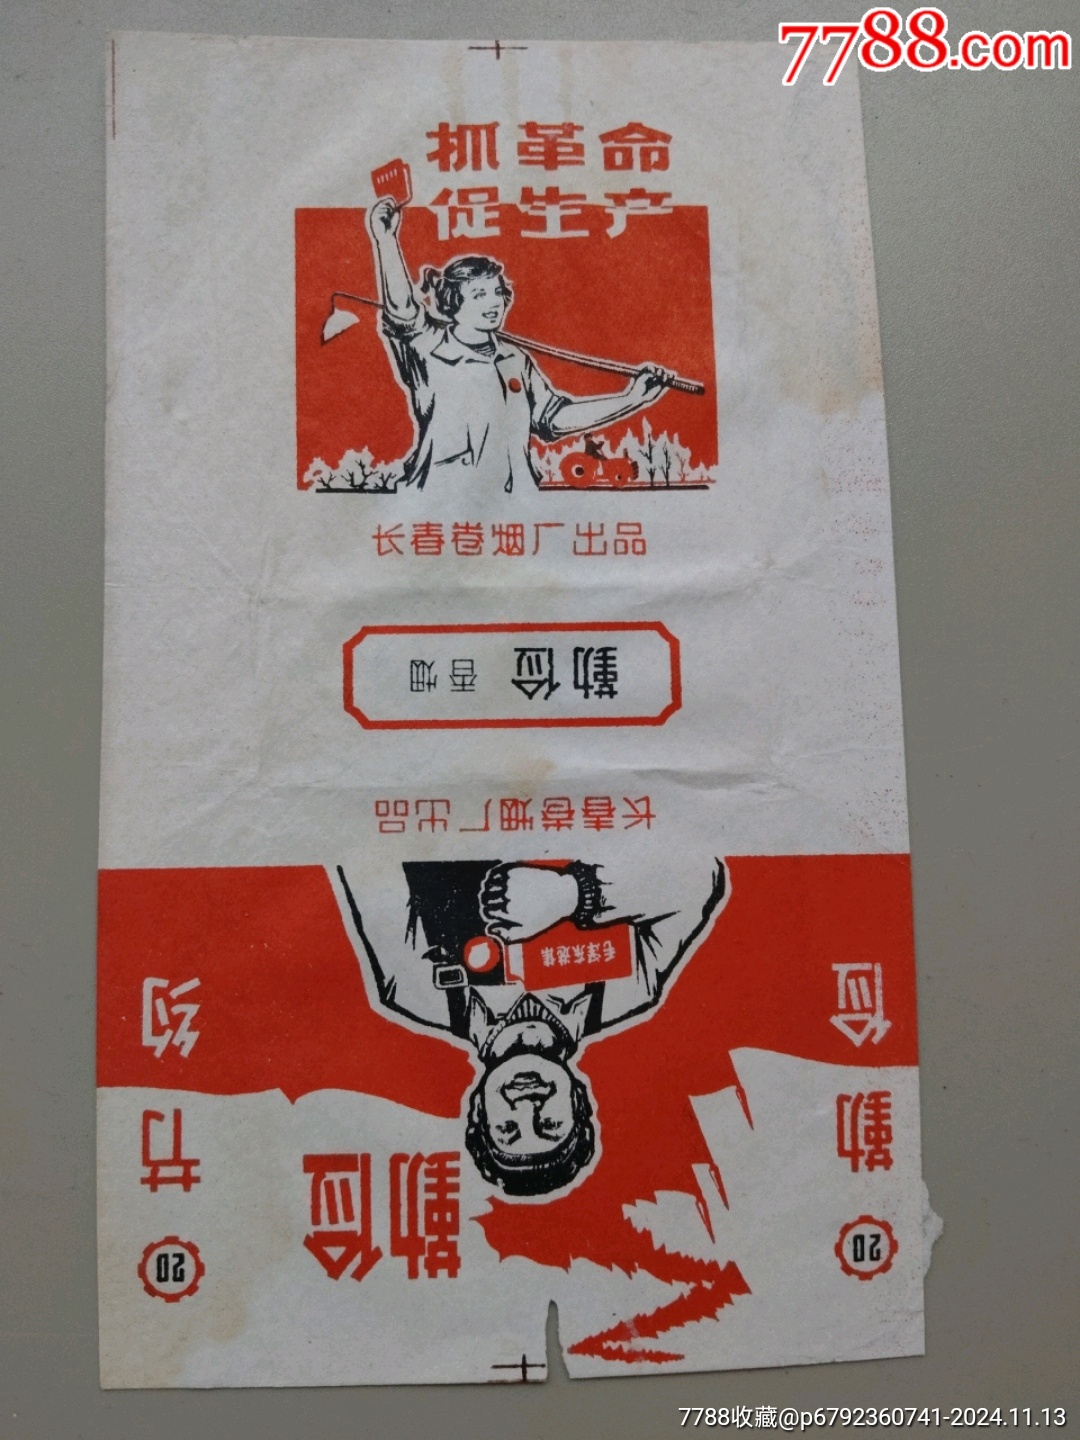 7788.com
抓革命
促生产
长春卷烟厂出品
勤俭 香烟
长春卷烟厂出品
毛泽东选集
勤俭
节约
20
勤俭
20
7788收藏@p6792360741-2024.11.13